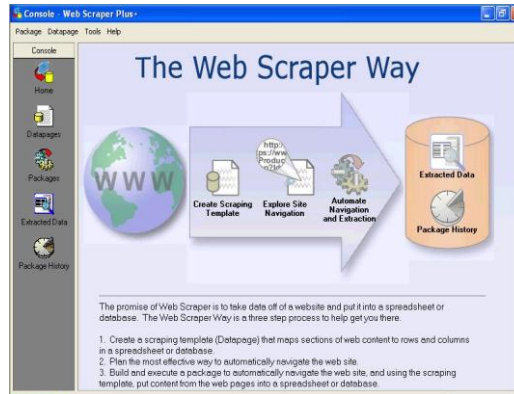 Console - Web Scraper Plus+
Package Datapage Tools Help
Console
Home
Datapages
Packages
Extracted Data
Package History
The Web Scraper Way
WWW
Create Scraping
Template
http:
ps://ww
Produc
Explore Site
Navigation
Automate
Navigation
and Extraction
Extracted Data
Package History
The promise of Web Scraper is to take data off of a website and put it into a spreadsheet or
database. The Web Scraper Way is a three step process to help get you there.
1. Create a scraping template (Datapage) that maps sections of web content to rows and columns
in a spreadsheet or database.
2. Plan the most effective way to automatically navigate the web site.
3. Build and execute a package to automatically navigate the web site, and using the scraping
template, put content from the web pages into a spreadsheet or database.